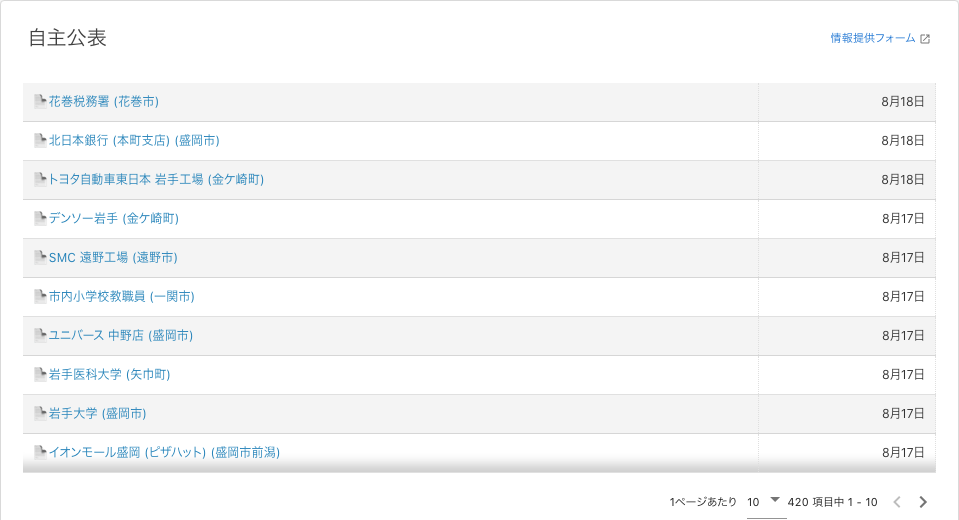 自主公表
情報提供フォーム
花巻税務署 (花巻市) 8月18日
北日本銀行 (本町支店) (盛岡市) 8月18日
トヨタ自動車東日本 岩手工場 (金ケ崎町) 8月18日
デンソー岩手 (金ケ崎町) 8月17日
SMC 遠野工場 (遠野市) 8月17日
市内小学校教職員 (一関市) 8月17日
ユニバース 中野店 (盛岡市) 8月17日
岩手医科大学 (矢巾町) 8月17日
岩手大学 (盛岡市) 8月17日
イオンモール盛岡 (ピザハット) (盛岡市前潟) 8月17日
1ページあたり 10 420 項目中 1 - 10